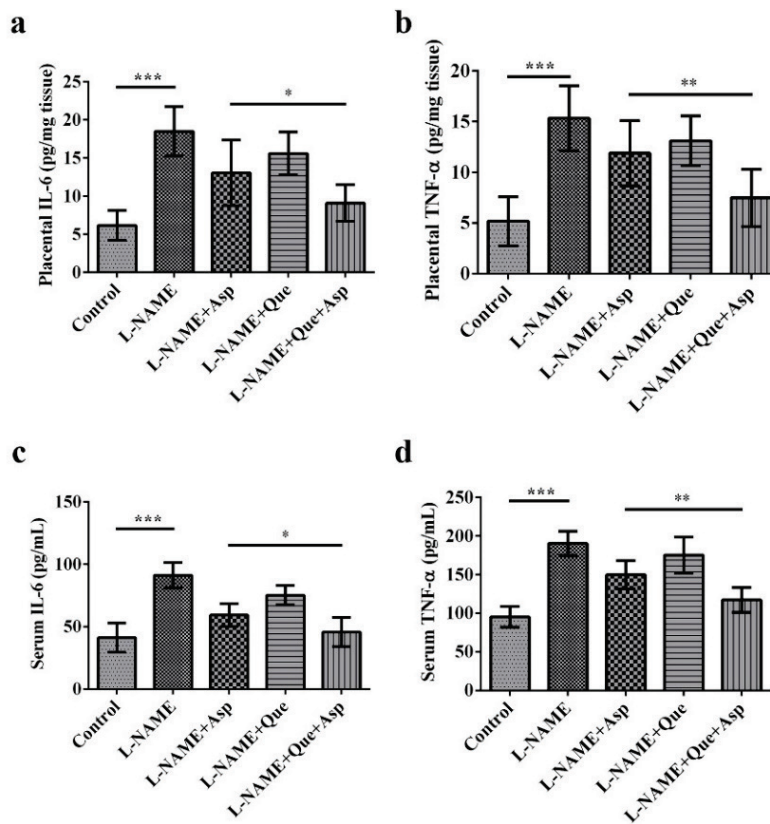 a
Placental IL-6 (pg/mg tissue)
25
20
15
10
5
0
***
*
Control
L-NAME
L-NAME+Asp
L-NAME+Que
L-NAME+Que+Asp
b
Placental TNF-α (pg/mg tissue)
20
15
10
5
0
***
**
Control
L-NAME
L-NAME+Asp
L-NAME+Que
L-NAME+Que+Asp
c
Serum IL-6 (pg/mL)
150
100
50
0
***
*
Control
L-NAME
L-NAME+Asp
L-NAME+Que
L-NAME+Que+Asp
d
Serum TNF-α (pg/mL)
250
200
150
100
50
0
***
**
Control
L-NAME
L-NAME+Asp
L-NAME+Que
L-NAME+Que+Asp